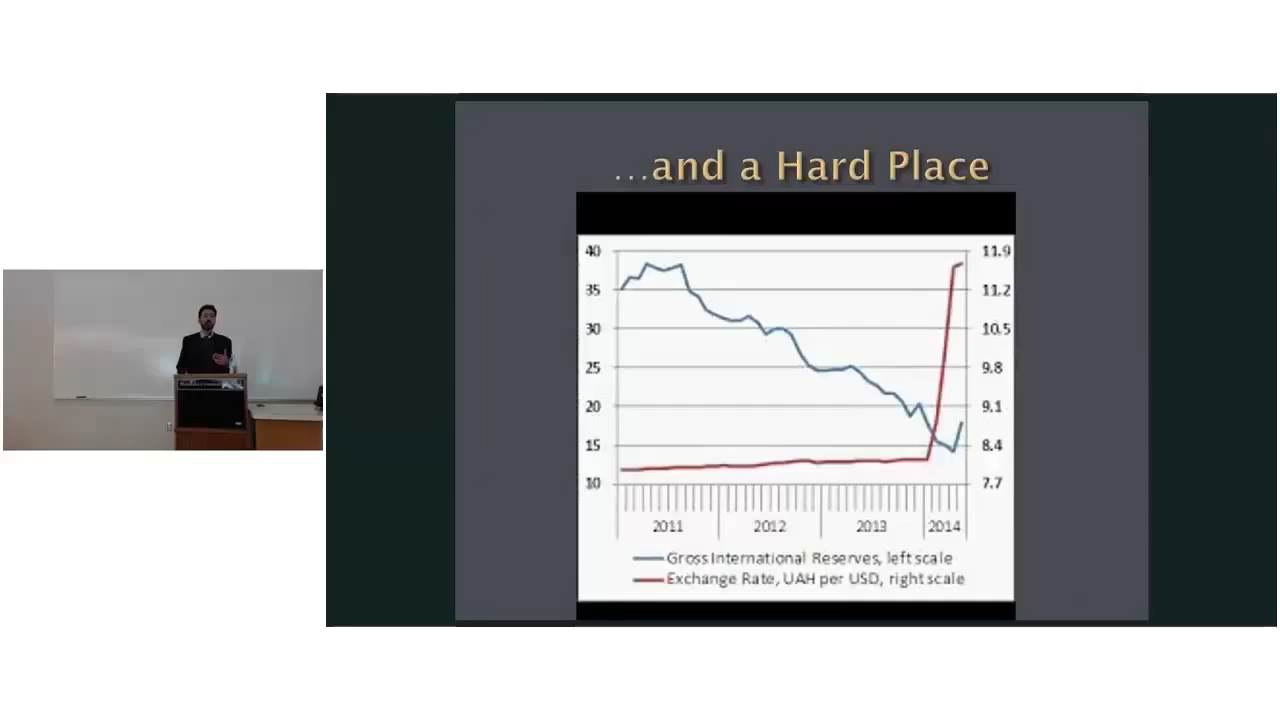 ...and a Hard Place
40 11.9
35 11.2
30 10.5
25 9.8
20 9.1
15 8.4
10 7.7
2011 2012 2013 2014
Gross International Reserves, left scale
Exchange Rate, UAH per USD, right scale